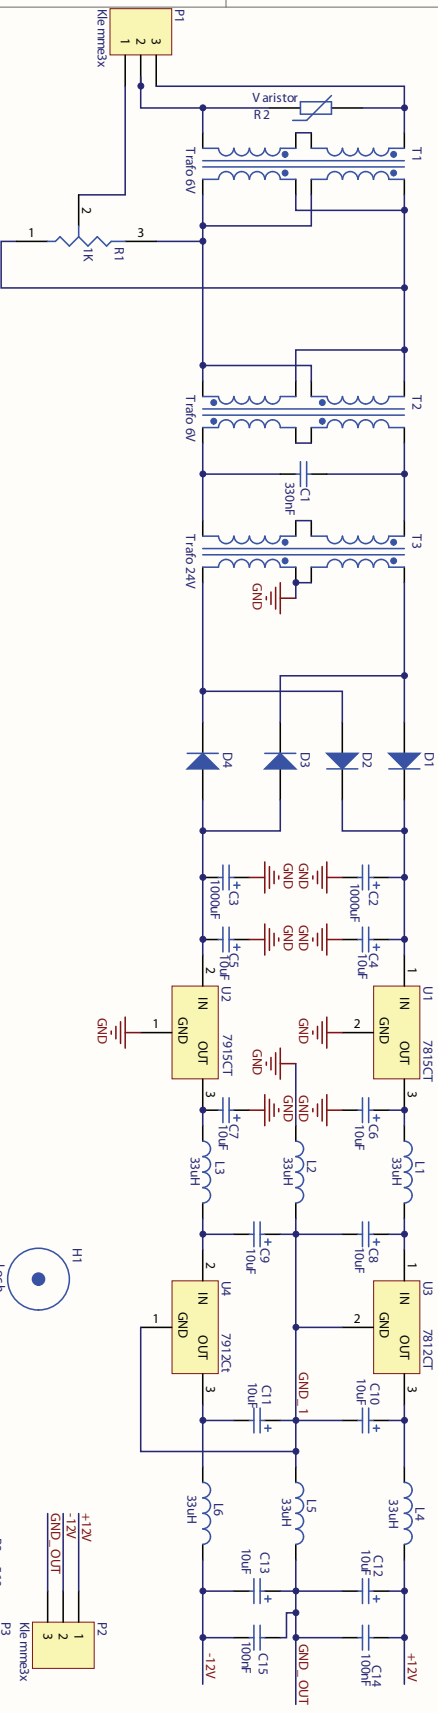 P1
Klemme3x
1
2
3
Varistor
R2
T1
Trafo 6V
2
1
3
R1
1K
T2
Trafo 6V
C1
330nF
T3
Trafo 24V
GND
D1
D2
D3
D4
C2
1000uF
GND
GND
C3
1000uF
C4
10uF
GND
GND
C5
10uF
U1
7815CT
1
IN
GND
OUT
2
3
GND
U2
7915CT
2
IN
GND
OUT
1
3
GND
GND
C6
10uF
GND
GND
C7
10uF
L1
33uH
L2
33uH
L3
33uH
C8
10uF
C9
10uF
U3
7812CT
1
IN
GND
OUT
2
3
U4
7912Ct
2
IN
GND
OUT
1
3
H1
GND_1
C10
10uF
C11
10uF
L4
33uH
L5
33uH
L6
33uH
C12
10uF
C13
10uF
C14
100nF
C15
100nF
+12V
GND_OUT
-12V
+12V
-12V
GND_OUT
P2
Klemme3x
1
2
3
P3